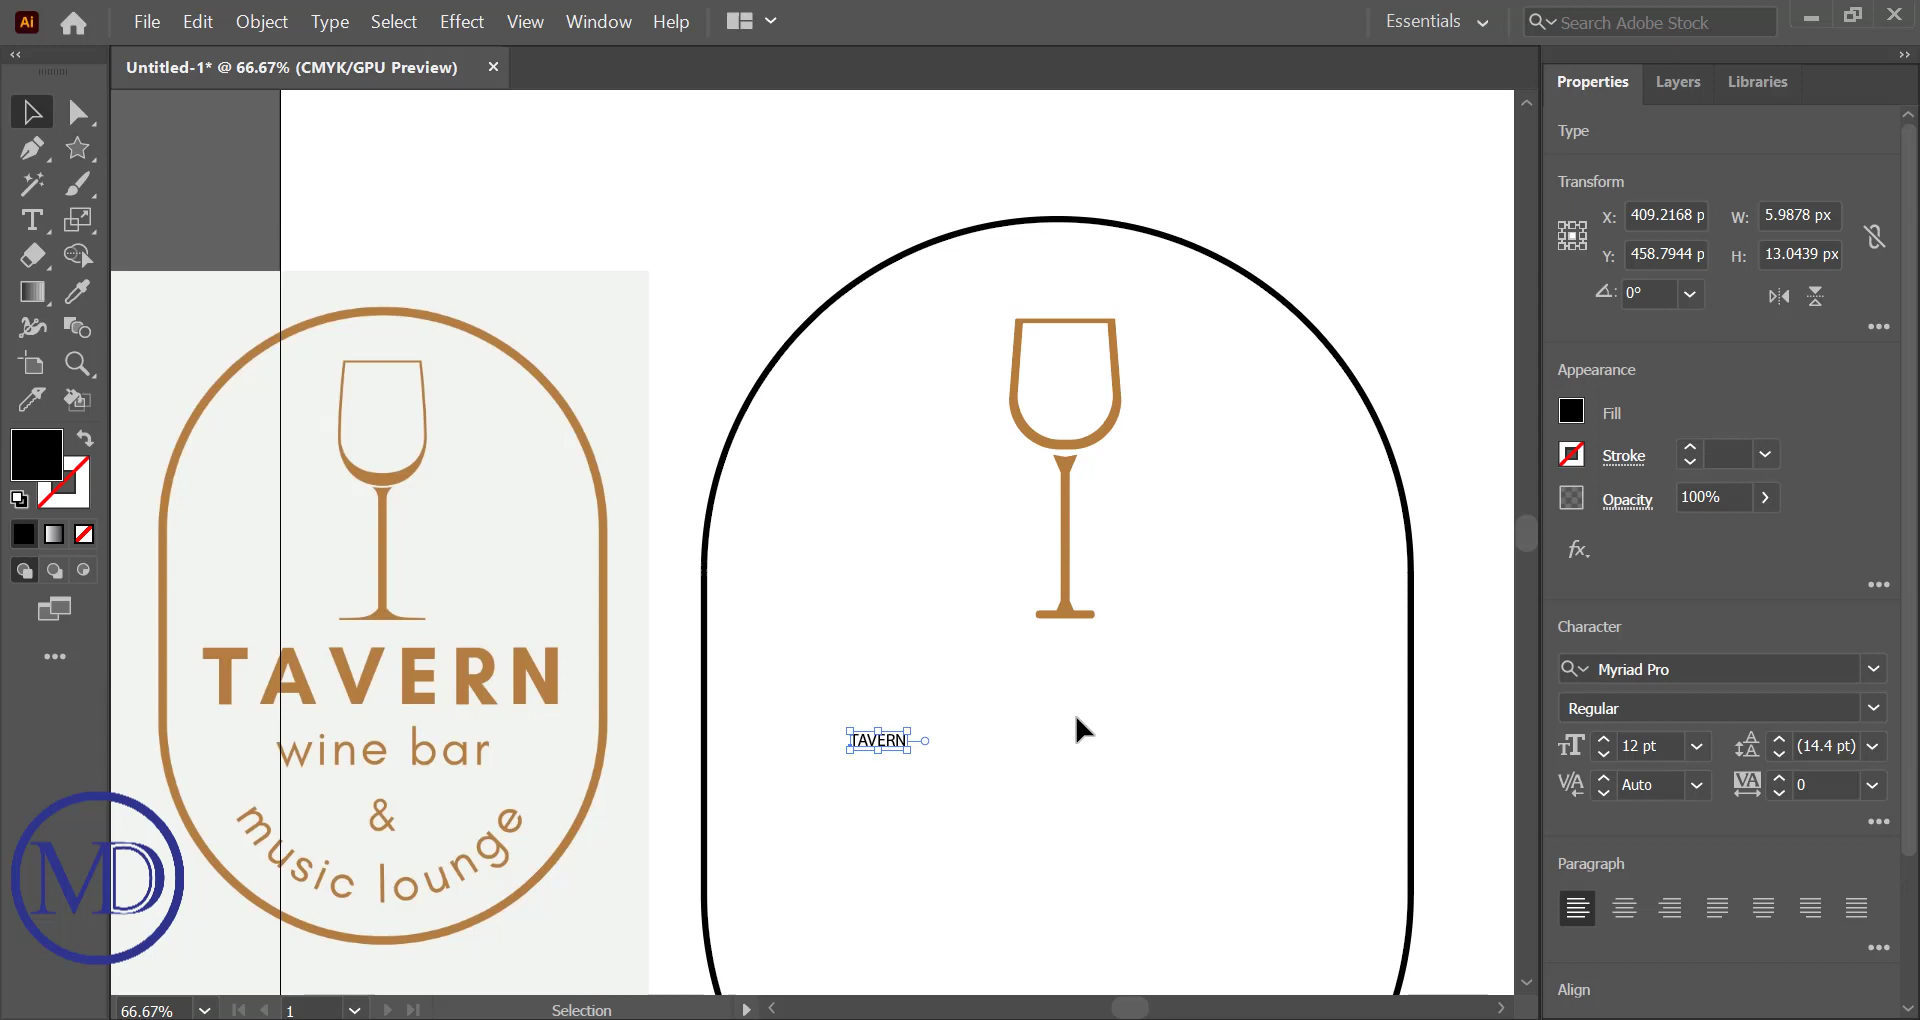 Ai File Edit Object Type Select Effect View Window Help Essentials Search Adobe Stock
Untitled-1* @ 66.67% (CMYK/GPU Preview)
Properties Layers Libraries
Type
Transform
X: 409.2168 p W: 5.9878 px
Y: 458.7944 p H: 13.0439 px
0°
Appearance
Fill
Stroke
Opacity 100%
fx.
Character
Myriad Pro
Regular
12 pt (14.4 pt)
Auto 0
Paragraph
Align
TAVERN
wine bar
&
music lounge
TAVERN
MD
66.67% 1 Selection